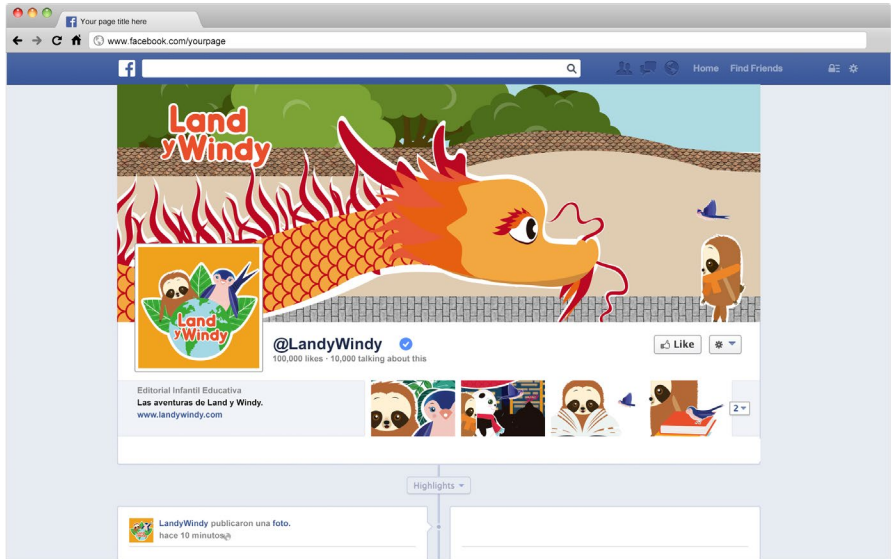 Your page title here
www.facebook.com/yourpage
f
Home Find Friends
Land
y Windy
Land
y Windy
@LandyWindy
100,000 likes · 10,000 talking about this
Like
Editorial Infantil Educativa
Las aventuras de Land y Windy.
www.landywindy.com
2
Highlights
LandyWindy publicaron una foto.
hace 10 minutos